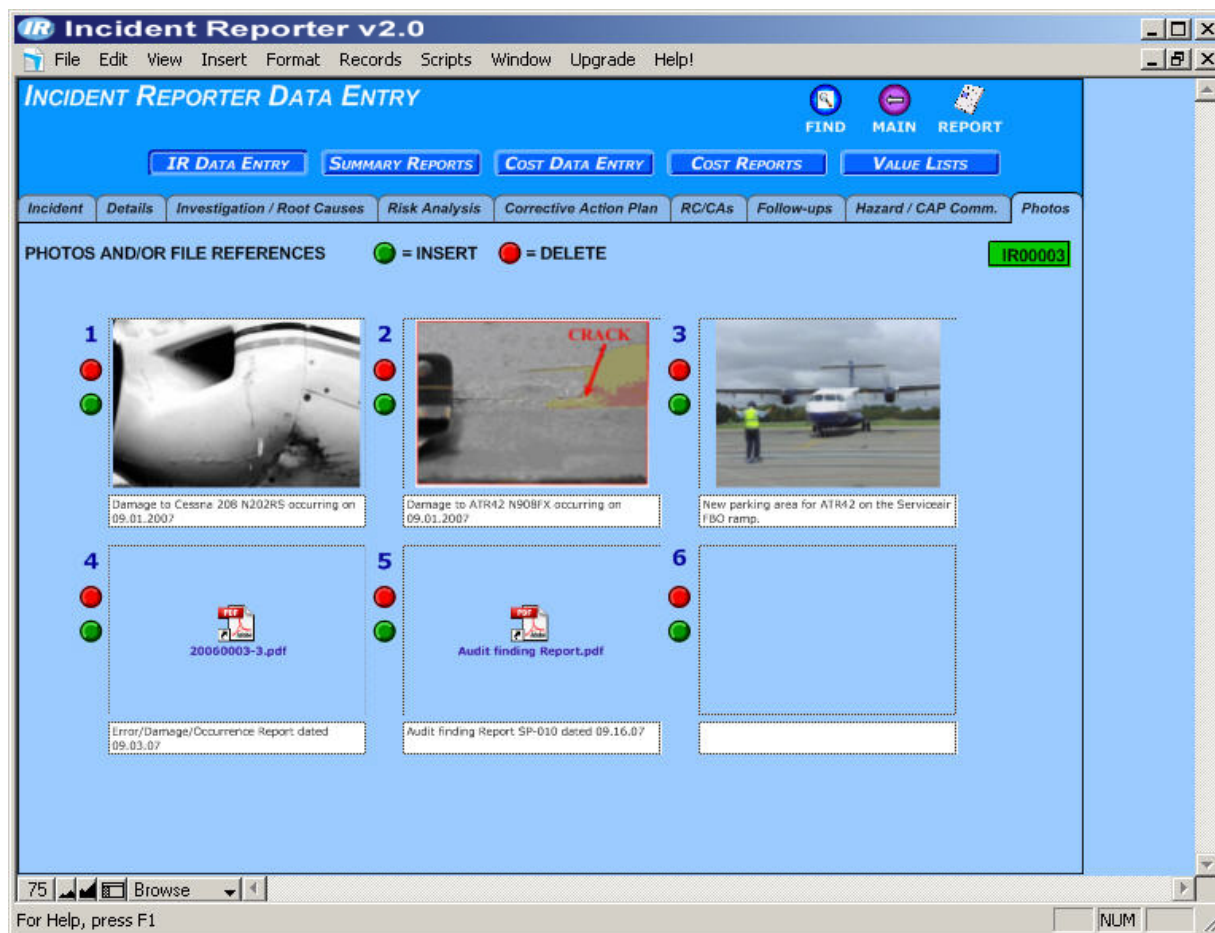 IR Incident Reporter v2.0
File Edit View Insert Format Records Scripts Window Upgrade Help!
INCIDENT REPORTER DATA ENTRY
FIND MAIN REPORT
IR DATA ENTRY SUMMARY REPORTS COST DATA ENTRY COST REPORTS VALUE LISTS
Incident Details Investigation / Root Causes Risk Analysis Corrective Action Plan RC/CAs Follow-ups Hazard / CAP Comm. Photos
PHOTOS AND/OR FILE REFERENCES = INSERT = DELETE IR00003
1 2 3
CRACK
Damage to Cessna 208 N202RS occurring on
09.01.2007
Damage to ATR42 N908FX occurring on
09.01.2007
New parking area for ATR42 on the Serviceair
FBO ramp.
4 5 6
PDF
Adobe
20060003-3.pdf
PDF
Adobe
Audit finding Report.pdf
Error/Damage/Occurrence Report dated
09.03.07
Audit finding Report SP-010 dated 09.16.07
75 Browse
For Help, press F1 NUM